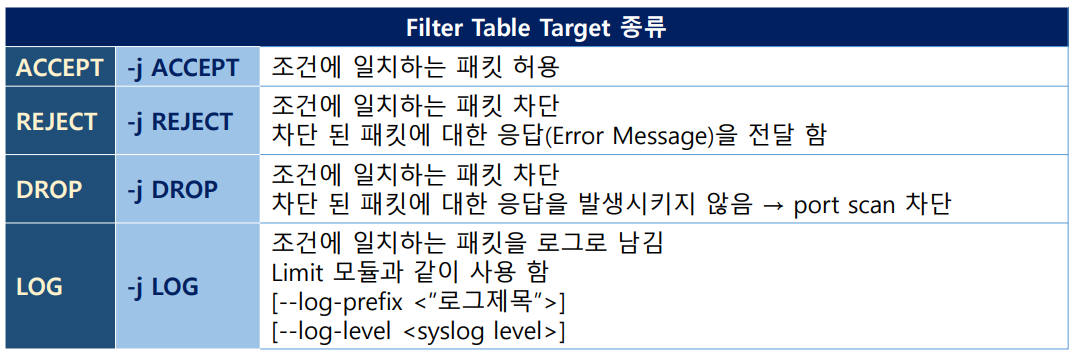 Filter Table Target 종류
ACCEPT -j ACCEPT 조건에 일치하는 패킷 허용
REJECT -j REJECT 조건에 일치하는 패킷 차단
차단 된 패킷에 대한 응답(Error Message)을 전달 함
DROP -j DROP 조건에 일치하는 패킷 차단
차단 된 패킷에 대한 응답을 발생시키지 않음 → port scan 차단
LOG -j LOG 조건에 일치하는 패킷을 로그로 남김
Limit 모듈과 같이 사용 함
[--log-prefix <“로그제목”>]
[--log-level <syslog level>]